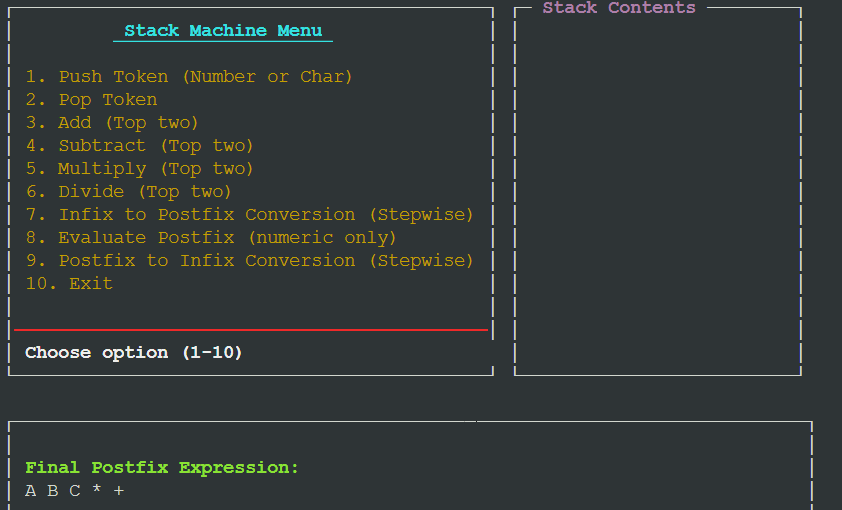 Stack Machine Menu
1. Push Token (Number or Char)
2. Pop Token
3. Add (Top two)
4. Subtract (Top two)
5. Multiply (Top two)
6. Divide (Top two)
7. Infix to Postfix Conversion (Stepwise)
8. Evaluate Postfix (numeric only)
9. Postfix to Infix Conversion (Stepwise)
10. Exit
Choose option (1-10)
Stack Contents
Final Postfix Expression:
A B C * +